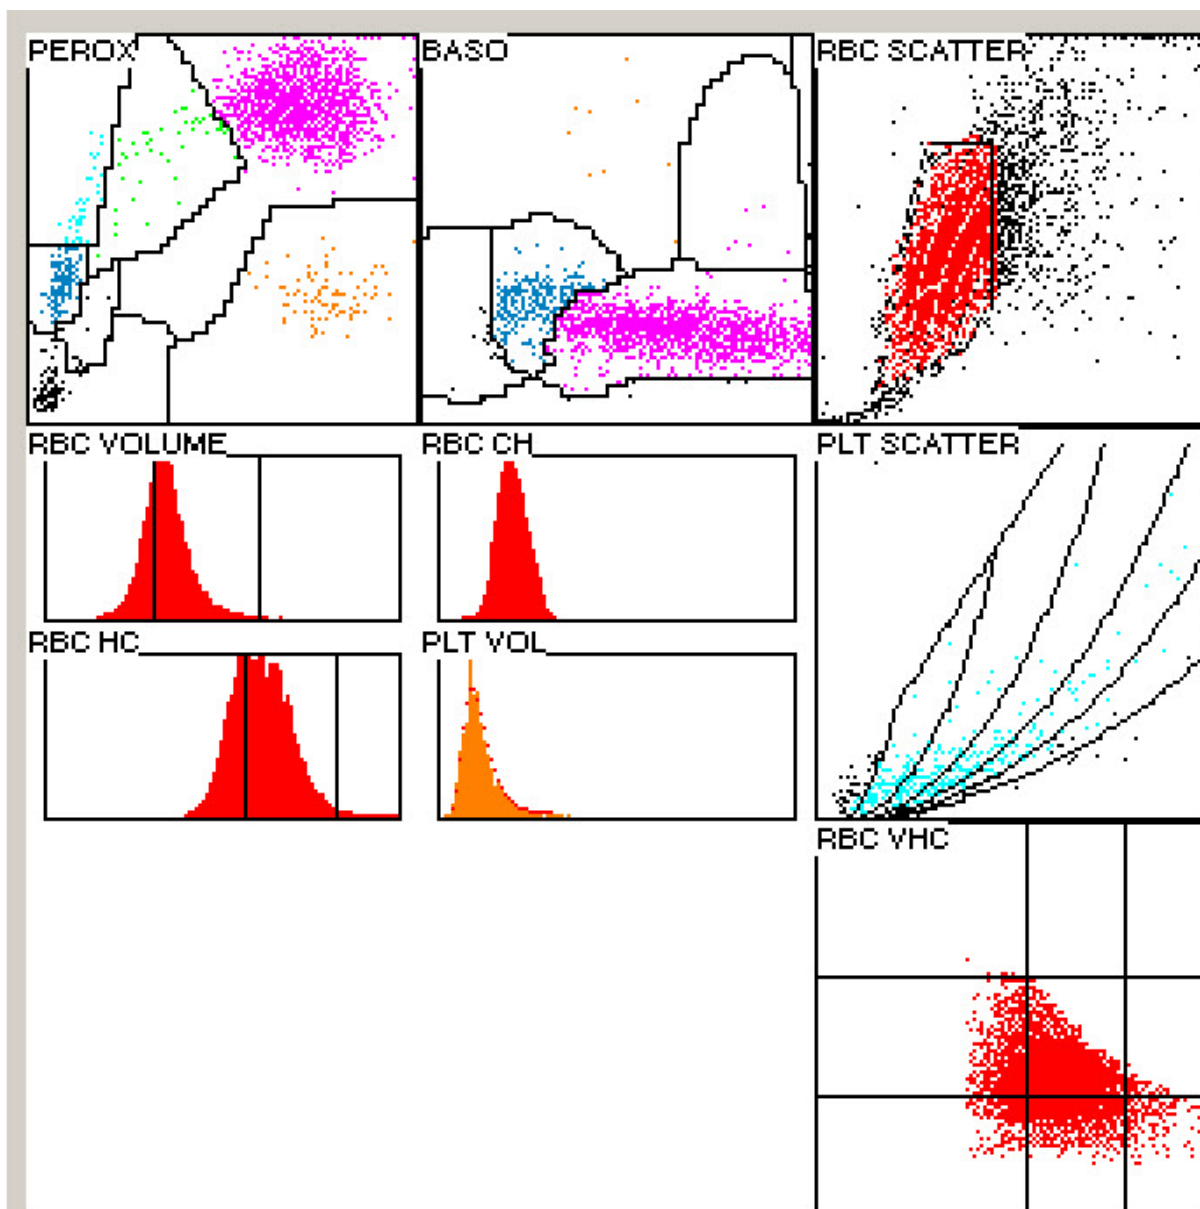 PEROX
BASO
RBC SCATTER
RBC VOLUME
RBC CH
PLT SCATTER
RBC HC
PLT VOL
RBC VHC